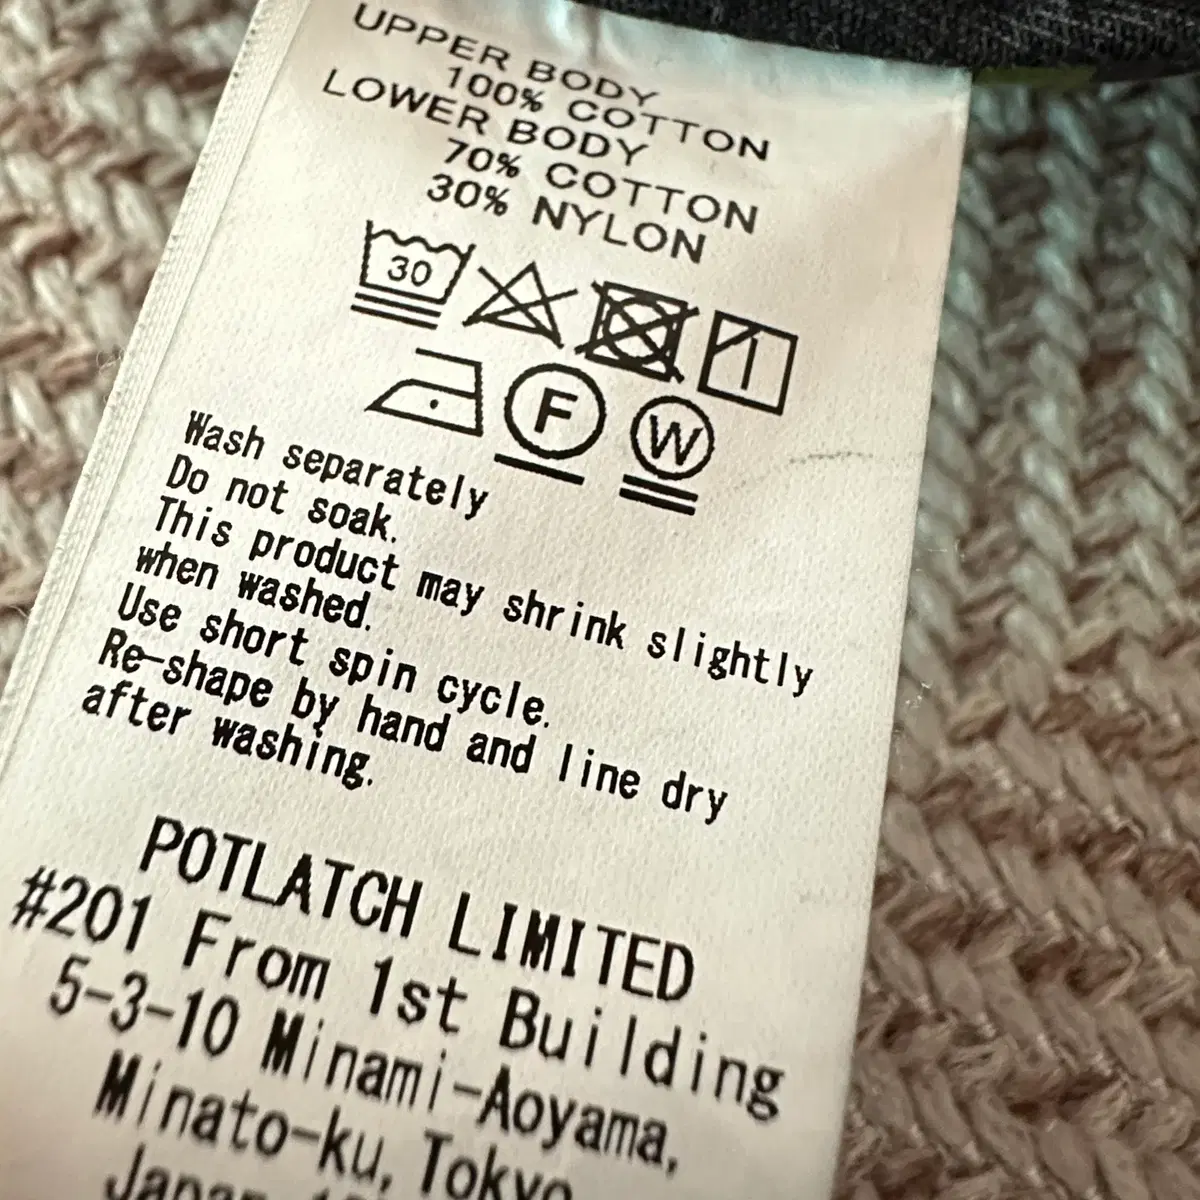 UPPER BODY
100% COTTON
LOWER BODY
70% COTTON
30% NYLON
30
F W
Wash separately
Do not soak.
This product may shrink slightly
when washed.
Use short spin cycle.
Re-shape by hand and line dry
after washing.
POTLATCH LIMITED
#201 From 1st Building
5-3-10 Minami-Aoyama,
Minato-ku, Tokyo
Japan